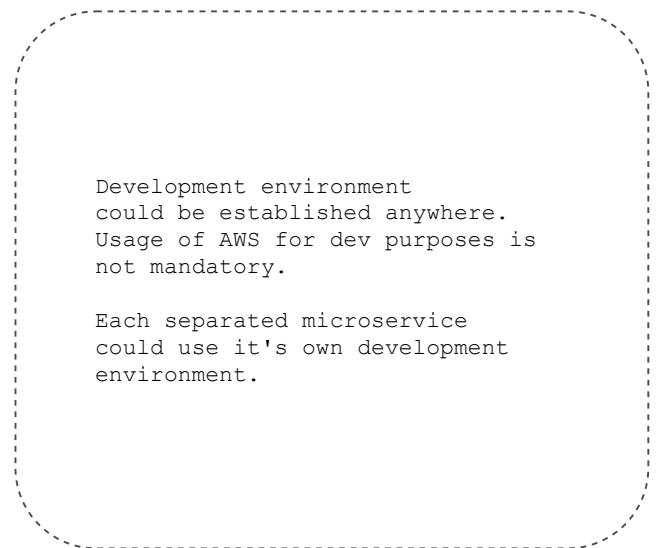 Development environment
could be established anywhere.
Usage of AWS for dev purposes is
not mandatory.
Each separated microservice
could use it's own development
environment.